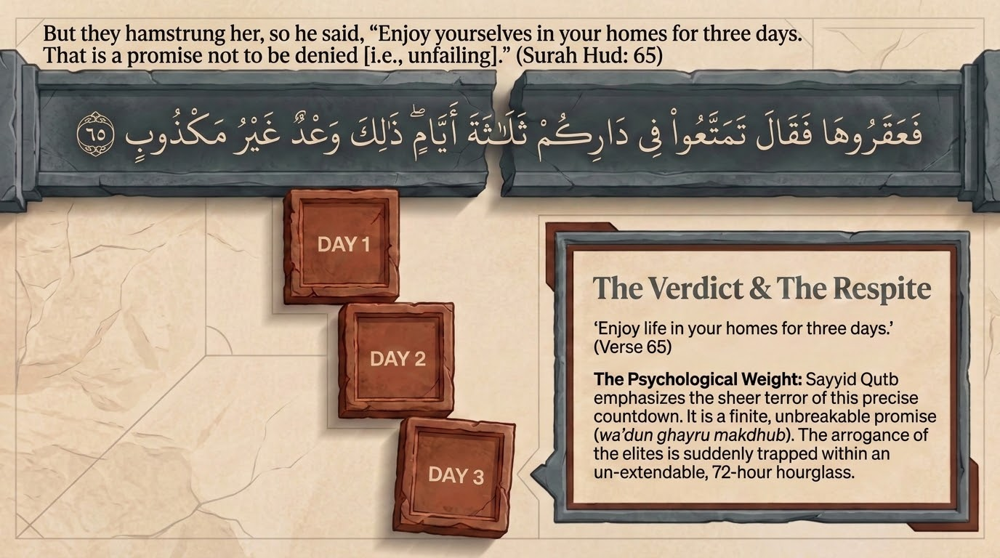 But they hamstrung her, so he said, “Enjoy yourselves in your homes for three days.
That is a promise not to be denied [i.e., unfailing].” (Surah Hud: 65)
فَعَقَرُوهَا فَقَالَ تَمَتَّعُوا۟ فِى دَارِكُمْ ثَلَـٰثَةَ أَيَّامٍۢ ۖ ذَٰلِكَ وَعْدٌ غَيْرُ مَكْذُوبٍۢ ٦٥
DAY 1
DAY 2
DAY 3
The Verdict & The Respite
‘Enjoy life in your homes for three days.’
(Verse 65)
The Psychological Weight: Sayyid Qutb
emphasizes the sheer terror of this precise
countdown. It is a finite, unbreakable promise
(wa’dun ghayru makdhub). The arrogance of
the elites is suddenly trapped within an
un-extendable, 72-hour hourglass.